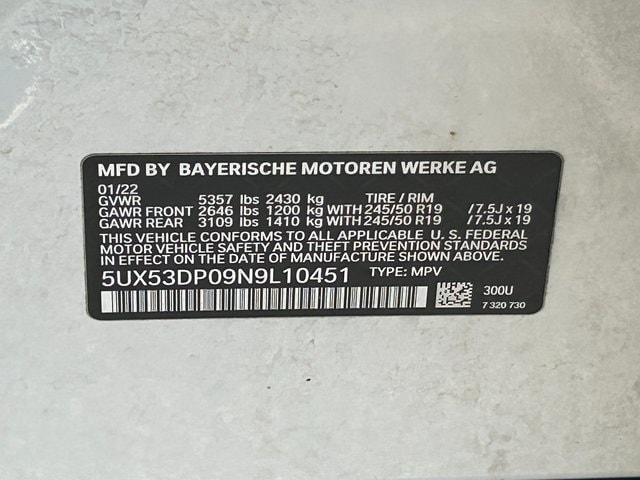 MFD BY BAYERISCHE MOTOREN WERKE AG
01/22
GVWR 5357 lbs 2430 kg TIRE / RIM
GAWR FRONT 2646 lbs 1200 kg WITH 245/50 R19 /7.5J x 19
GAWR REAR 3109 lbs 1410 kg WITH 245/50 R19 /7.5J x 19
THIS VEHICLE CONFORMS TO ALL APPLICABLE U. S. FEDERAL
MOTOR VEHICLE SAFETY, BUMPER, AND THEFT PREVENTION
STANDARDS IN EFFECT ON THE DATE OF MANUFACTURE SHOWN ABOVE.
5UX53DP09N9L10451 TYPE: MPV
300U
7 320 730